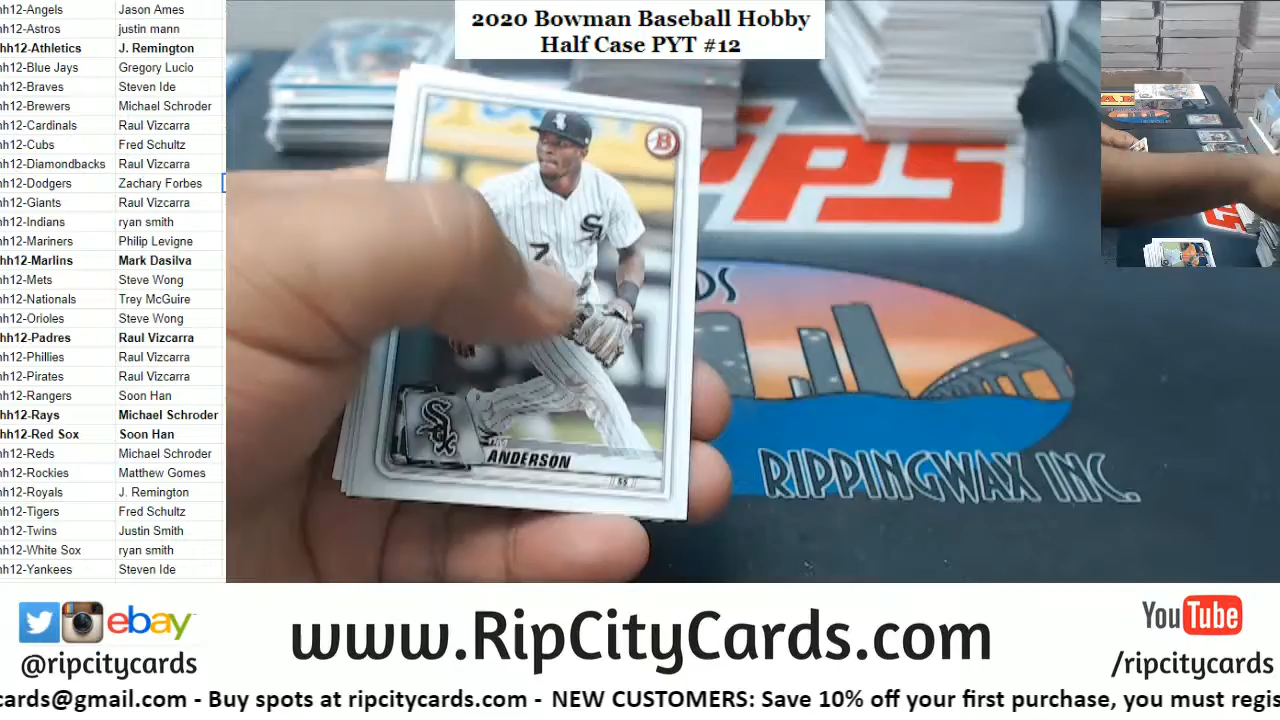 2020 Bowman Baseball Hobby
Half Case PYT #12
hh12-Angels Jason Ames
hh12-Astros justin mann
hh12-Athletics J. Remington
hh12-Blue Jays Gregory Lucio
hh12-Braves Steven Ide
hh12-Brewers Michael Schroder
hh12-Cardinals Raul Vizcarra
hh12-Cubs Fred Schultz
hh12-Diamondbacks Raul Vizcarra
hh12-Dodgers Zachary Forbes
hh12-Giants Raul Vizcarra
hh12-Indians ryan smith
hh12-Mariners Philip Levigne
hh12-Marlins Mark Dasilva
hh12-Mets Steve Wong
hh12-Nationals Trey McGuire
hh12-Orioles Steve Wong
hh12-Padres Raul Vizcarra
hh12-Phillies Raul Vizcarra
hh12-Pirates Raul Vizcarra
hh12-Rangers Soon Han
hh12-Rays Michael Schroder
hh12-Red Sox Soon Han
hh12-Reds Michael Schroder
hh12-Rockies Matthew Gomes
hh12-Royals J. Remington
hh12-Tigers Fred Schultz
hh12-Twins Justin Smith
hh12-White Sox ryan smith
hh12-Yankees Steven Ide
B
SOX
7
SOX
ANDERSON
SS
PPS
DS
RIPPINGWAX INC.
ebay
@ripcitycards
www.RipCityCards.com
YouTube
/ripcitycards
cards@gmail.com - Buy spots at ripcitycards.com - NEW CUSTOMERS: Save 10% off your first purchase, you must regis